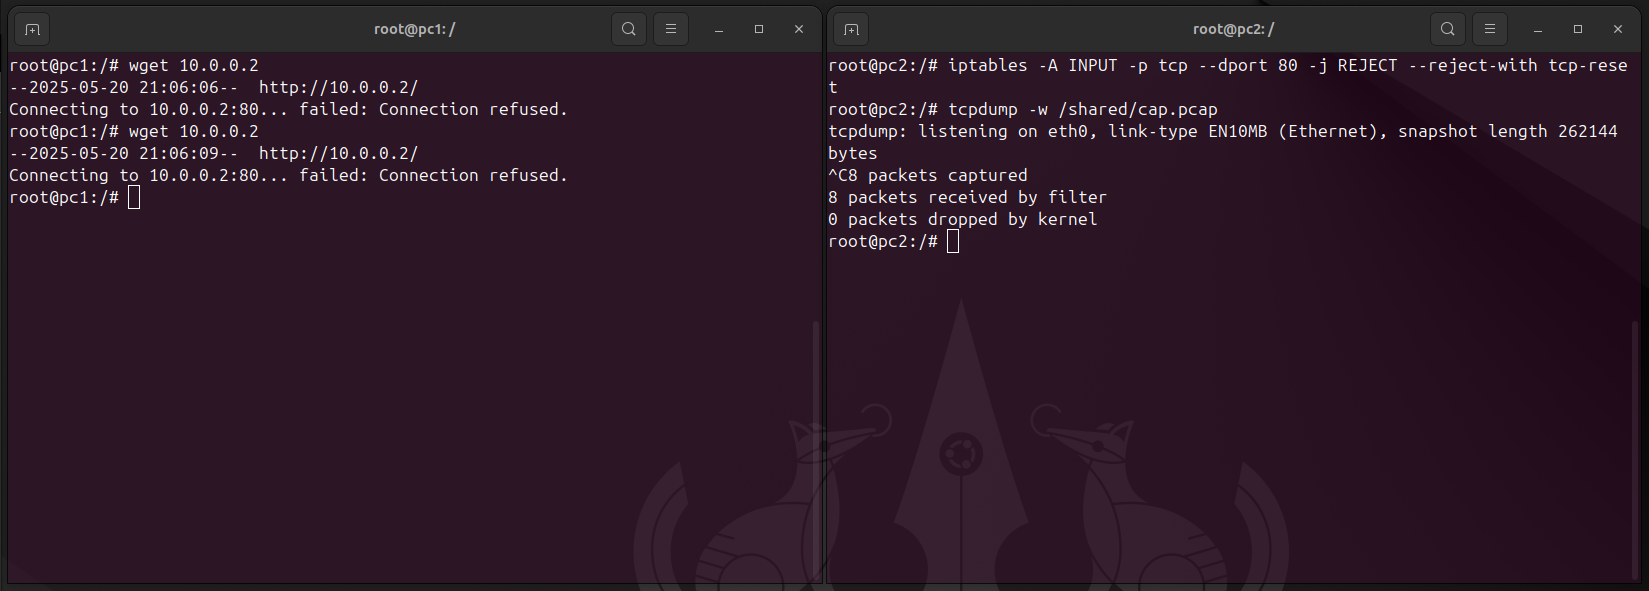 root@pc1: /
root@pc1:/# wget 10.0.0.2
--2025-05-20 21:06:06--  http://10.0.0.2/
Connecting to 10.0.0.2:80... failed: Connection refused.
root@pc1:/# wget 10.0.0.2
--2025-05-20 21:06:09--  http://10.0.0.2/
Connecting to 10.0.0.2:80... failed: Connection refused.
root@pc1:/#
root@pc2: /
root@pc2:/# iptables -A INPUT -p tcp --dport 80 -j REJECT --reject-with tcp-rese
t
root@pc2:/# tcpdump -w /shared/cap.pcap
tcpdump: listening on eth0, link-type EN10MB (Ethernet), snapshot length 262144
bytes
^C8 packets captured
8 packets received by filter
0 packets dropped by kernel
root@pc2:/#